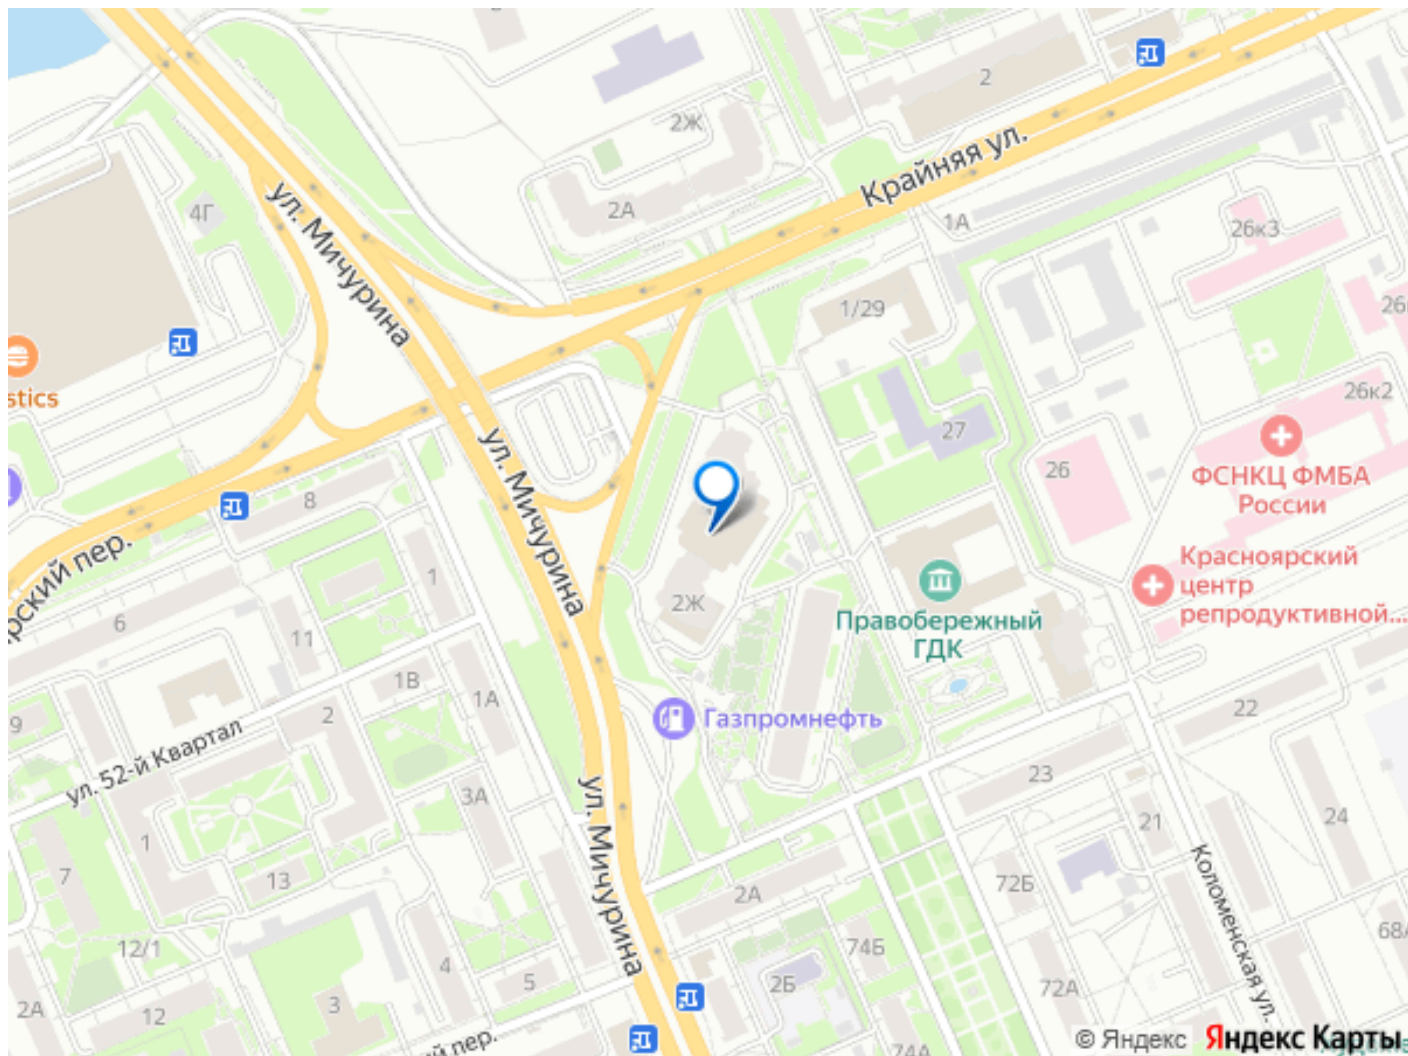 2
2Ж
2А
Крайняя ул.
4Г
ул. Мичурина
1А
26к3
1/29
26к2
stics
27
26
ФСНКЦ ФМБА
России
ул. Мичурина
8
Красноярский
центр
репродуктивной...
Правобережный
ГДК
1
2Ж
6
11
1В
1А
2
9
ул. 52-й Квартал
Газпромнефть
22
23
3А
ул. Мичурина
21
24
1
7
13
2А
72Б
Коломенская ул.
12/1
74Б
68А
4
5
2Б
72А
2А
12
3
пер.
74А
© Яндекс Яндекс Карты